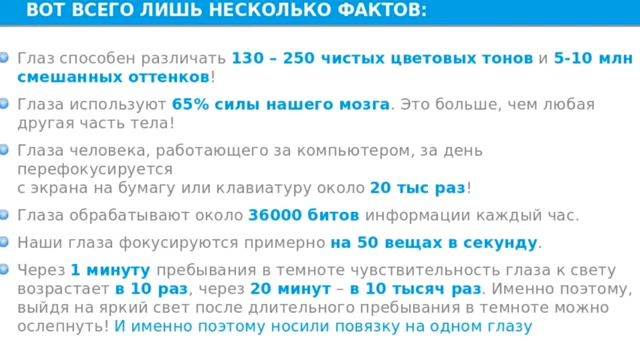 ВОТ ВСЕГО ЛИШЬ НЕСКОЛЬКО ФАКТОВ:
Глаз способен различать 130 – 250 чистых цветовых тонов и 5-10 млн
смешанных оттенков!
Глаза используют 65% силы нашего мозга. Это больше, чем любая
другая часть тела!
Глаза человека, работающего за компьютером, за день
перефокусируется
с экрана на бумагу или клавиатуру около 20 тыс раз!
Глаза обрабатывают около 36000 битов информации каждый час.
Наши глаза фокусируются примерно на 50 вещах в секунду.
Через 1 минуту пребывания в темноте чувствительность глаза к свету
возрастает в 10 раз, через 20 минут – в 10 тысяч раз. Именно поэтому,
выйдя на яркий свет после длительного пребывания в темноте можно
ослепнуть! И именно поэтому носили повязку на одном глазу